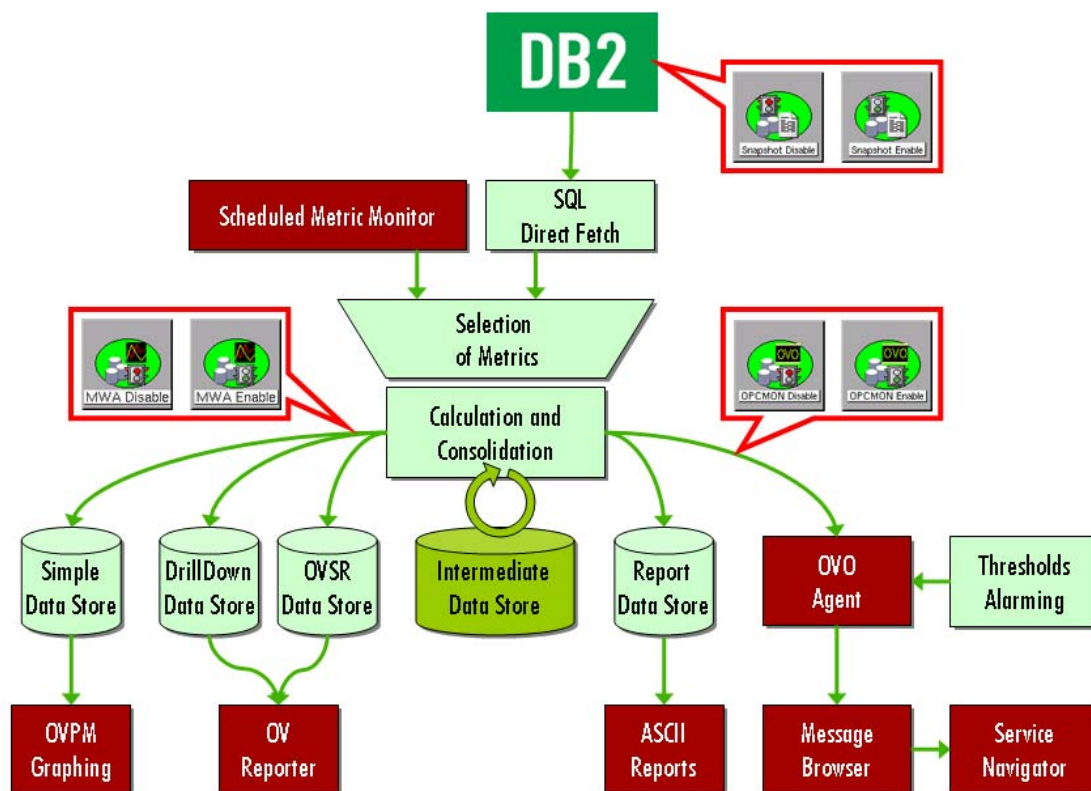 DB2
Snapshot Disable
Snapshot Enable
Scheduled Metric Monitor
SQL
Direct Fetch
Selection
of Metrics
MWA Disable
MWA Enable
OVO
OPCMON Disable
OVO
OPCMON Enable
Calculation and
Consolidation
Simple
Data Store
DrillDown
Data Store
OVSR
Data Store
Intermediate
Data Store
Report
Data Store
OVO
Agent
Thresholds
Alarming
OVPM
Graphing
OV
Reporter
ASCII
Reports
Message
Browser
Service
Navigator